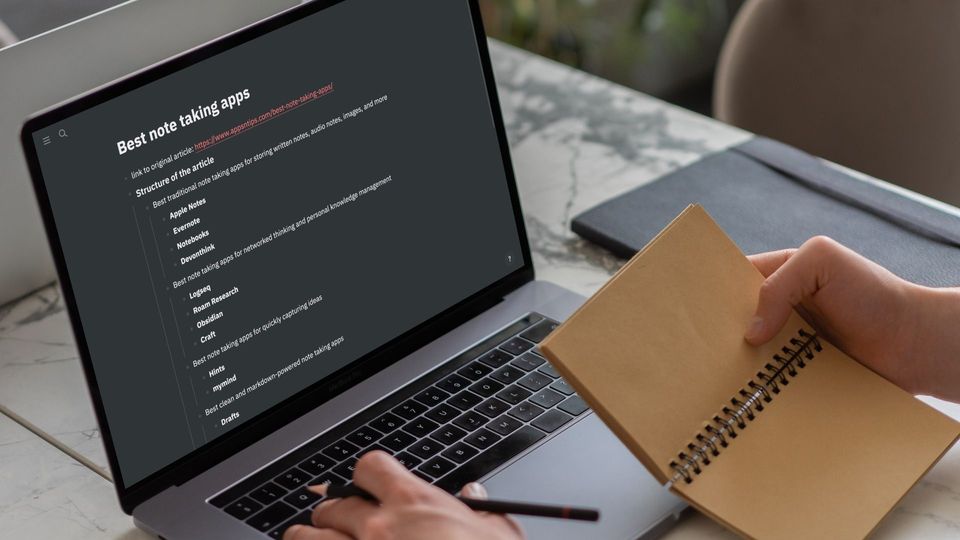 Best note taking apps
link to original article: https://www.appsntips.com/best-note-taking-apps/
Structure of the article
Best traditional note taking apps for storing written notes, audio notes, images, and more
Apple Notes
Evernote
Notebooks
Devonthink
Best note taking apps for networked thinking and personal knowledge management
Logseq
Roam Research
Obsidian
Craft
Best note taking apps for quickly capturing ideas
Hints
mymind
Best clean and markdown-powered note taking apps
Drafts
?